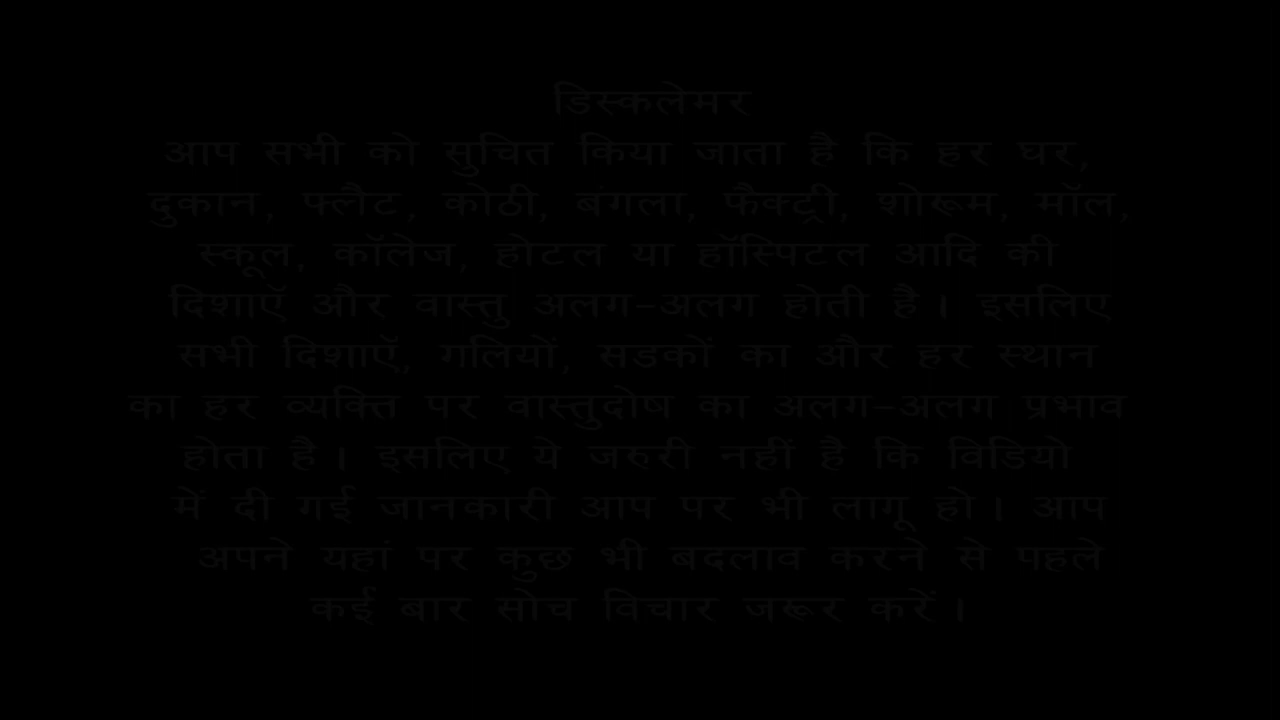 डिस्कलेमर
आप सभी को सुचित किया जाता है कि हर घर,
दुकान, फ्लैट, कोठी, बंगला, फैक्ट्री, शोरूम, मॉल,
स्कूल, कॉलेज, होटल या हॉस्पिटल आदि की
दिशाएँ और वास्तु अलग-अलग होती है। इसलिए
सभी दिशाएँ, गलियों, सडकों का और हर स्थान
का हर व्यक्ति पर वास्तुदोष का अलग-अलग प्रभाव
होता है। इसलिए ये जरुरी नहीं है कि विडियो
में दी गई जानकारी आप पर भी लागू हो। आप
अपने यहां पर कुछ भी बदलाव करने से पहले
कई बार सोच विचार जरूर करें।